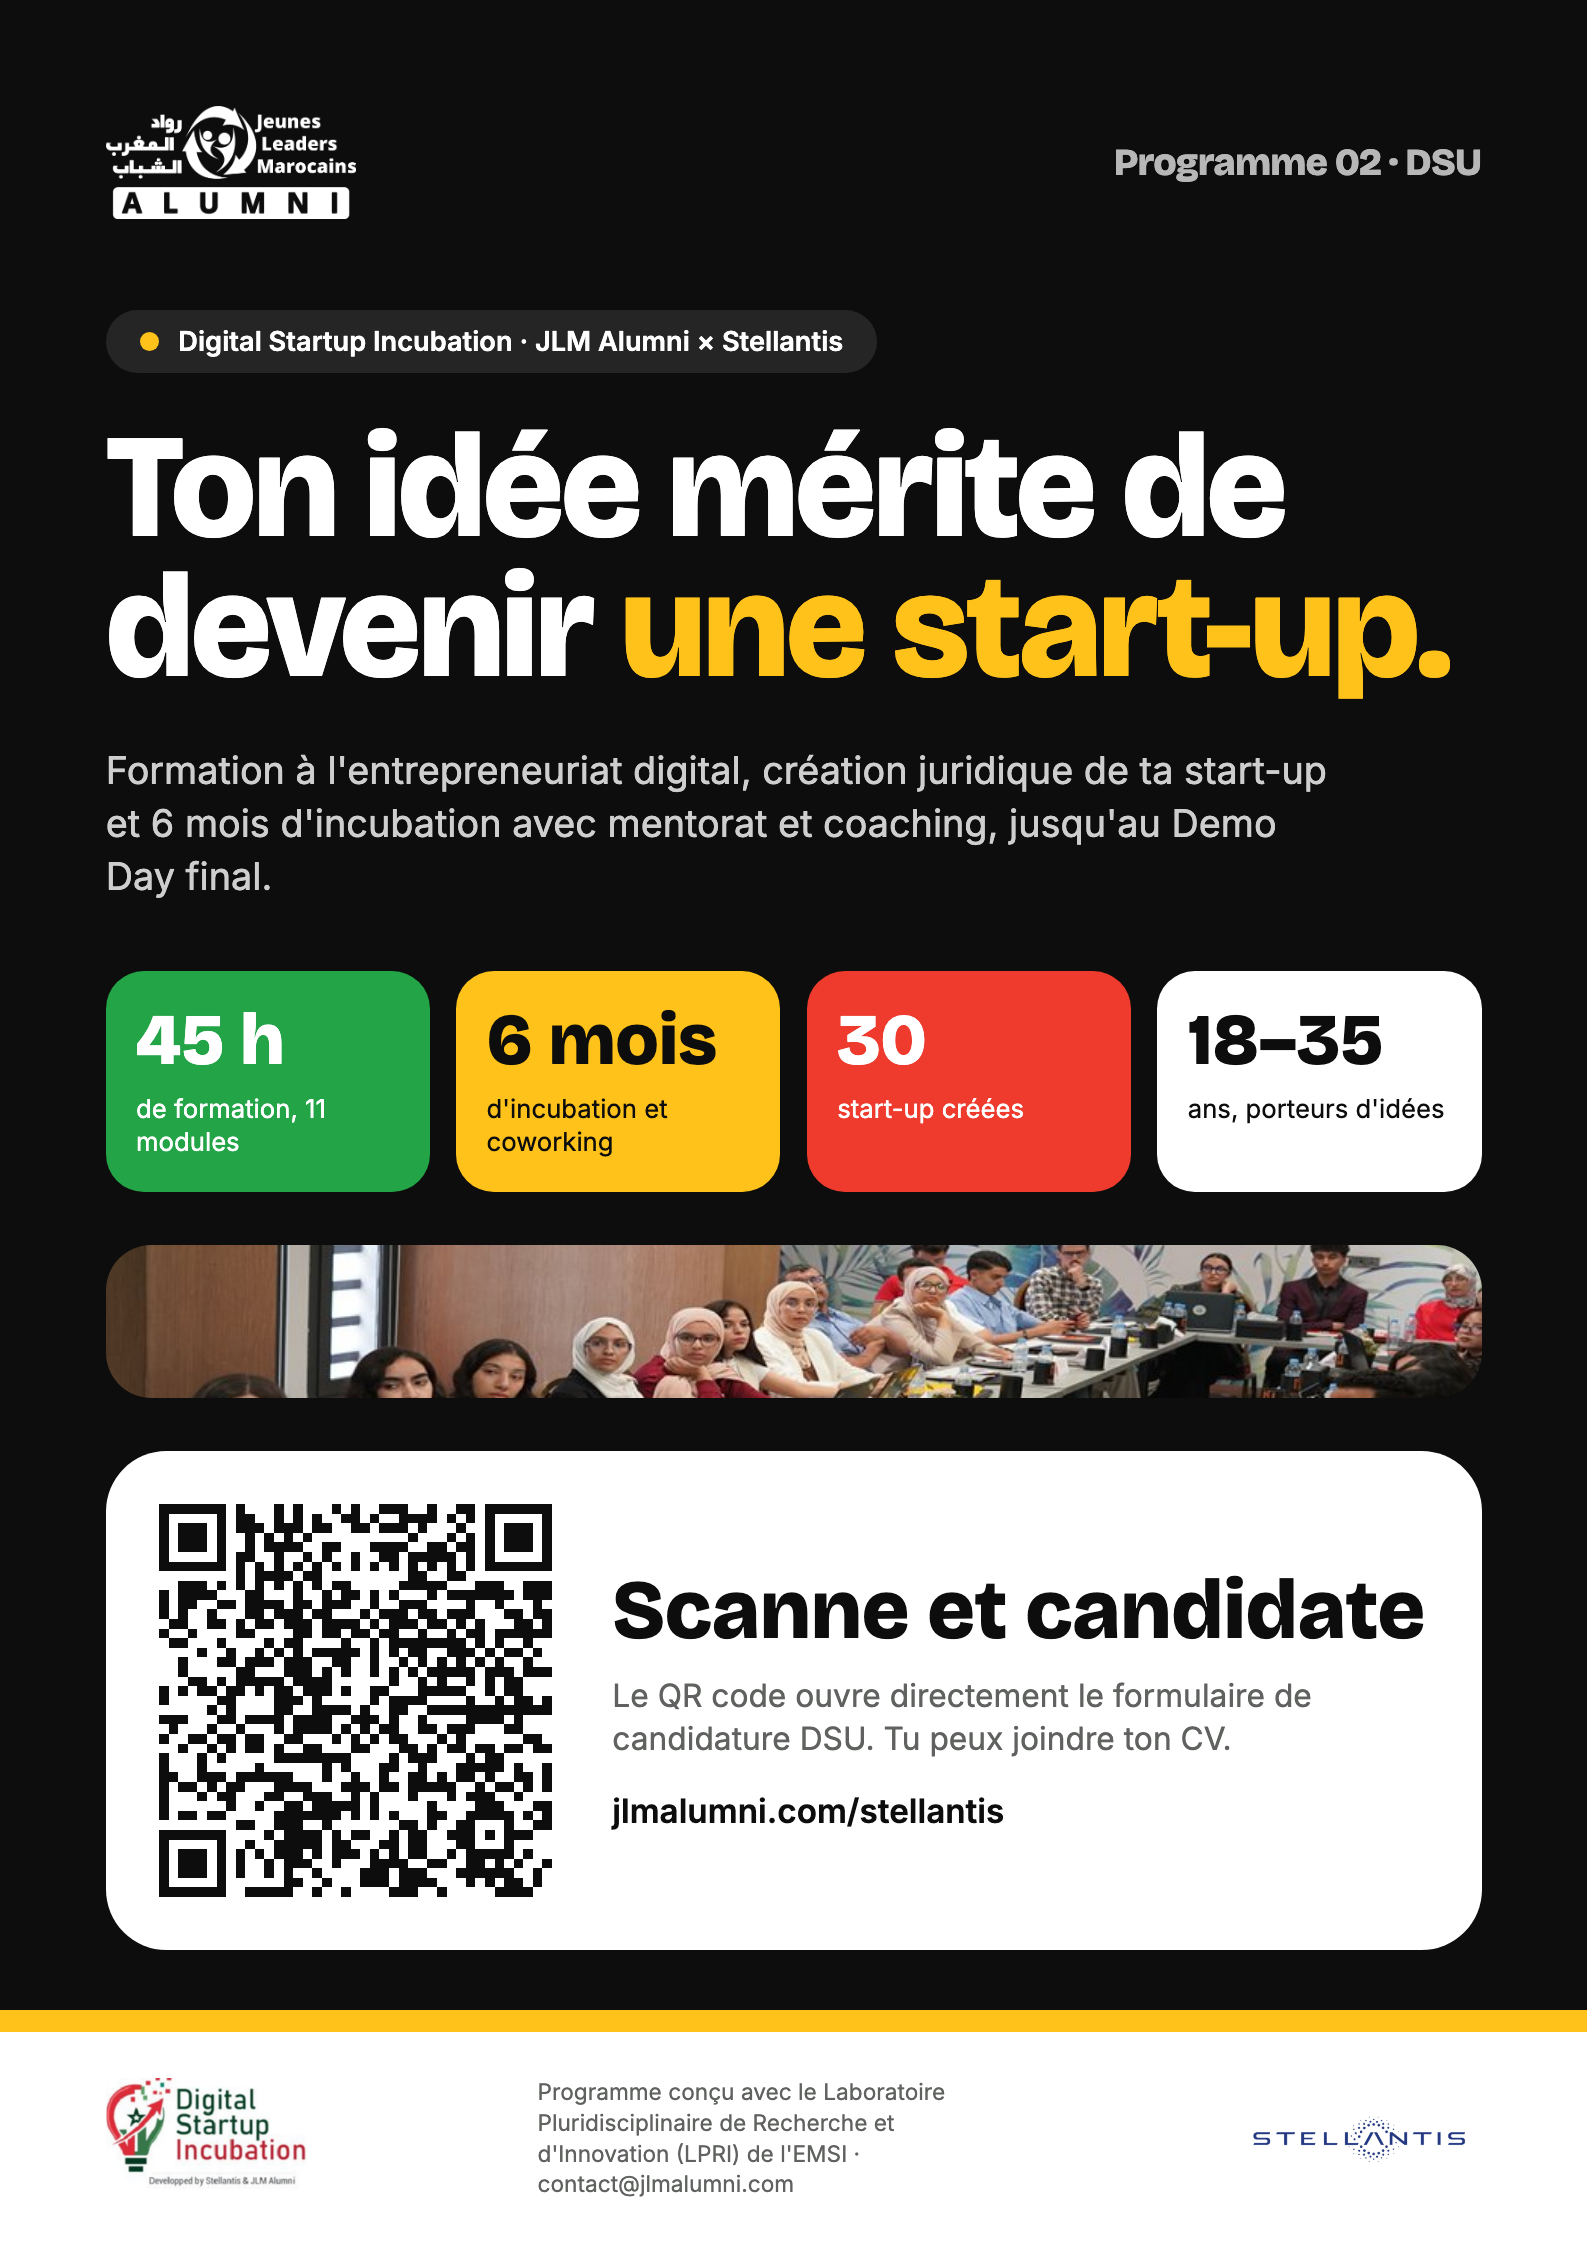 رواد
المغرب
الشباب
Jeunes
Leaders
Marocains
ALUMNI
Programme 02 · DSU
Digital Startup Incubation · JLM Alumni × Stellantis
Ton idée mérite de
devenir une start-up.
Formation à l'entrepreneuriat digital, création juridique de ta start-up
et 6 mois d'incubation avec mentorat et coaching, jusqu'au Demo
Day final.
45 h
de formation, 11
modules
6 mois
d'incubation et
coworking
30
start-up créées
18–35
ans, porteurs d'idées
Scanne et candidate
Le QR code ouvre directement le formulaire de
candidature DSU. Tu peux joindre ton CV.
jlmalumni.com/stellantis
Digital
Startup
Incubation
Developped by Stellantis & JLM Alumni
Programme conçu avec le Laboratoire
Pluridisciplinaire de Recherche et
d'Innovation (LPRI) de l'EMSI ·
contact@jlmalumni.com
STELLANTIS